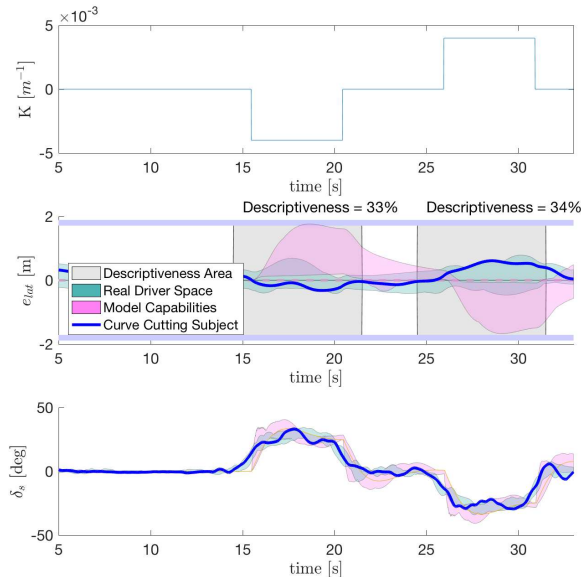 ×10⁻³
5
0
-5
K [m⁻¹]
5 10 15 20 25 30
time [s]
Descriptiveness = 33% Descriptiveness = 34%
2
0
-2
e_lat [m]
Descriptiveness Area
Real Driver Space
Model Capabilities
Curve Cutting Subject
5 10 15 20 25 30
time [s]
50
0
-50
δ_s [deg]
5 10 15 20 25 30
time [s]